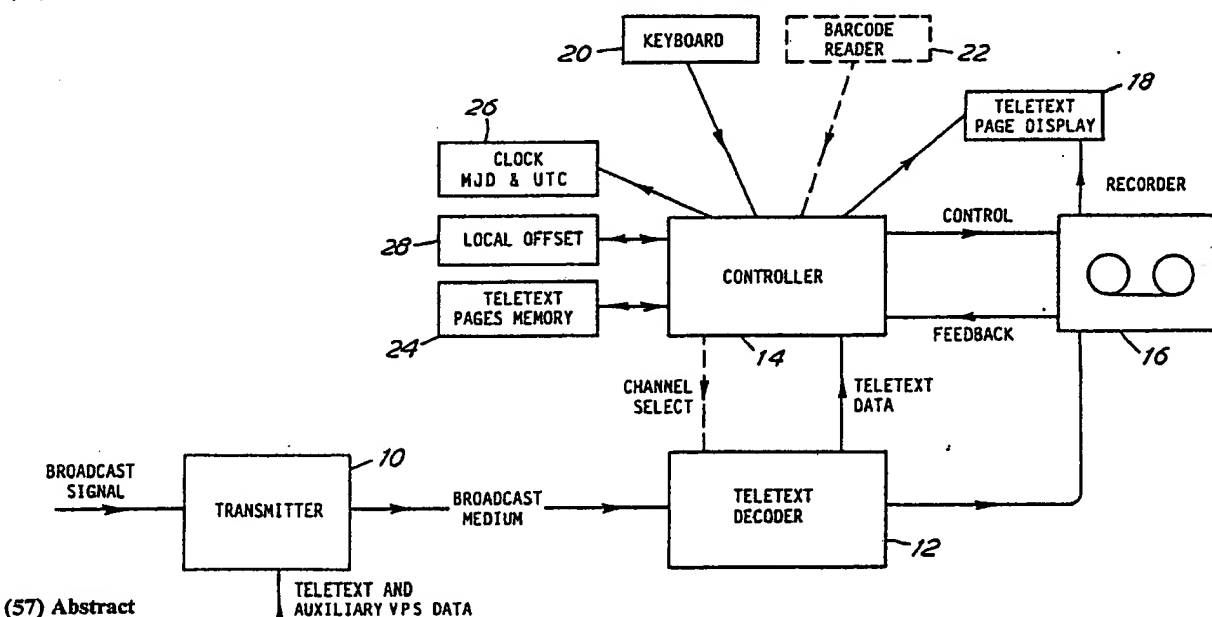 20
KEYBOARD
BARCODE
READER
22
18
TELETEXT
PAGE DISPLAY
26
CLOCK
MJD & UTC
RECORDER
28
LOCAL OFFSET
CONTROL
CONTROLLER
24
TELETEXT
PAGES MEMORY
FEEDBACK
14
16
CHANNEL
SELECT
TELETEXT
DATA
BROADCAST
SIGNAL
10
TRANSMITTER
BROADCAST
MEDIUM
TELETEXT
DECODER
12
(57) Abstract
TELETEXT AND
AUXILIARY VPS DATA